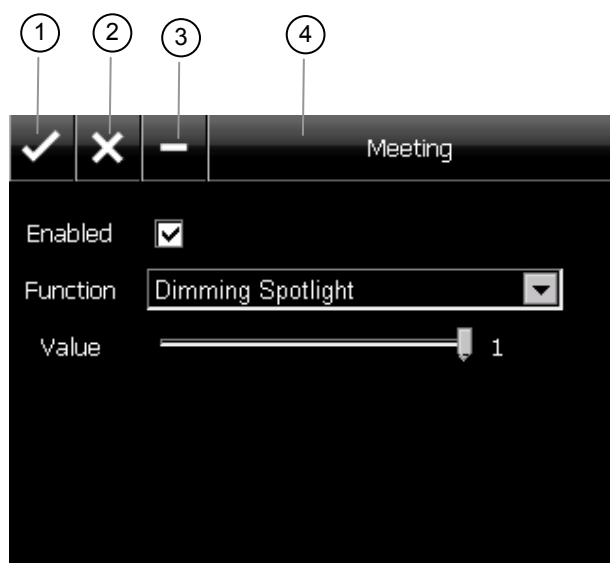 1 2 3 4
Meeting
Enabled
Function Dimming Spotlight
Value 1